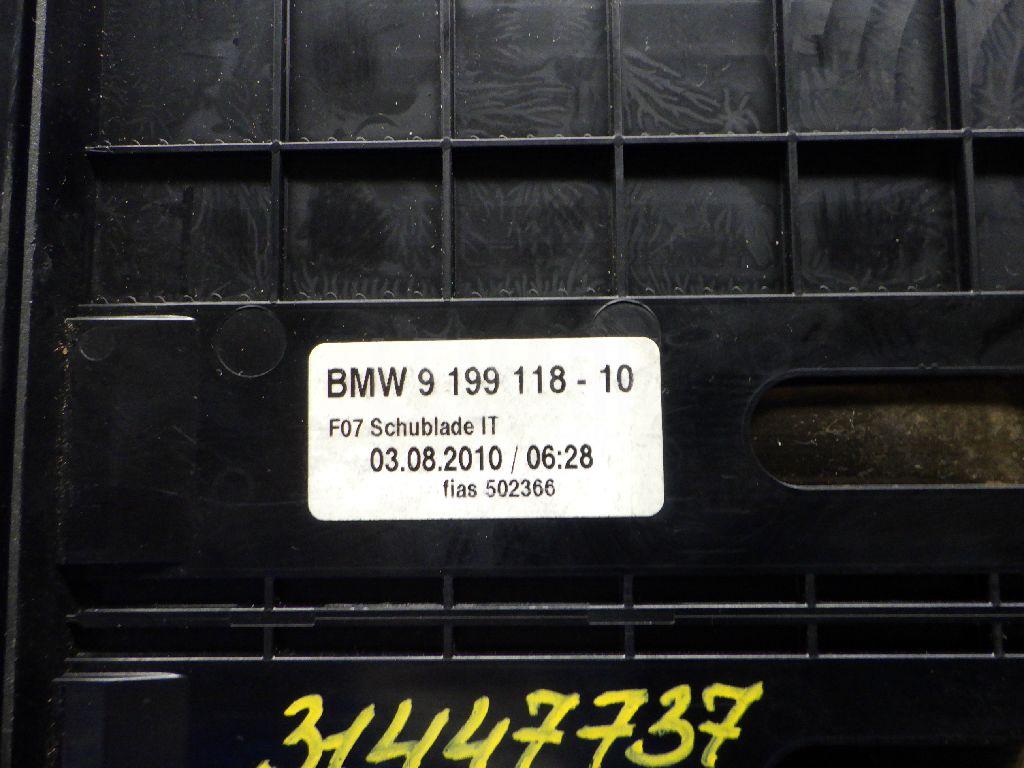 BMW 9 199 118 - 10
F07 Schublade IT
03.08.2010 / 06:28
fias 502366
31447737